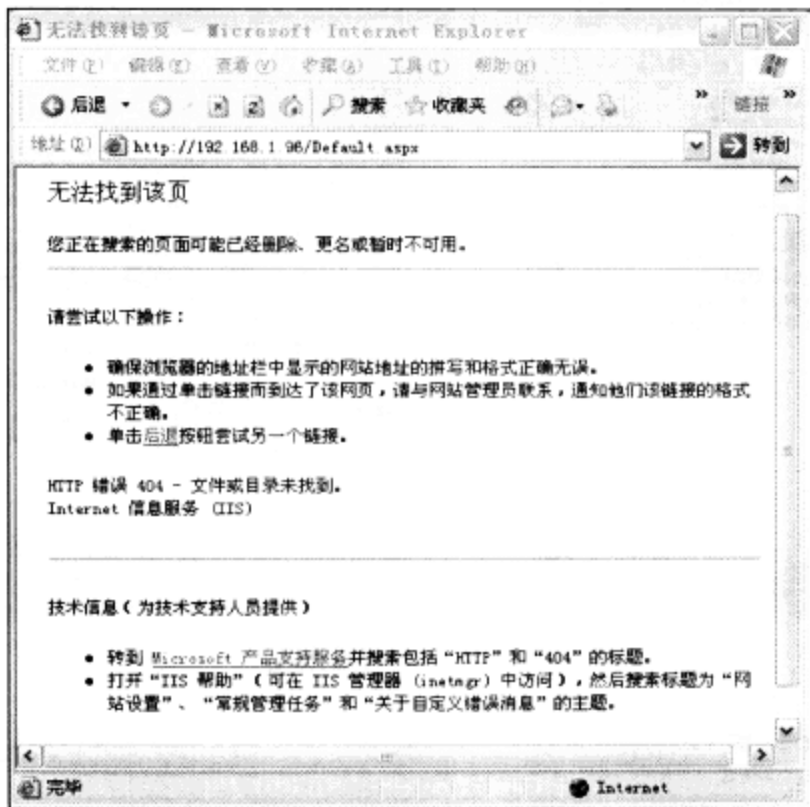 无法找到该页 - Microsoft Internet Explorer
文件(F) 编辑(E) 查看(V) 收藏(A) 工具(T) 帮助(H)
后退 搜索 收藏夹 » 链接 »
地址(D) http://192.168.1.96/Default.aspx 转到
无法找到该页
您正在搜索的页面可能已经删除、更名或暂时不可用。
请尝试以下操作：
• 确保浏览器的地址栏中显示的网站地址的拼写和格式正确无误。
• 如果通过单击链接而到达了该网页，请与网站管理员联系，通知他们该链接的格式
不正确。
• 单击后退按钮尝试另一个链接。
HTTP 错误 404 - 文件或目录未找到。
Internet 信息服务 (IIS)
技术信息（为技术支持人员提供）
• 转到 Microsoft 产品支持服务并搜索包括“HTTP”和“404”的标题。
• 打开“IIS 帮助”（可在 IIS 管理器 (inetmgr) 中访问），然后搜索标题为“网
站设置”、“常规管理任务”和“关于自定义错误消息”的主题。
完毕 Internet